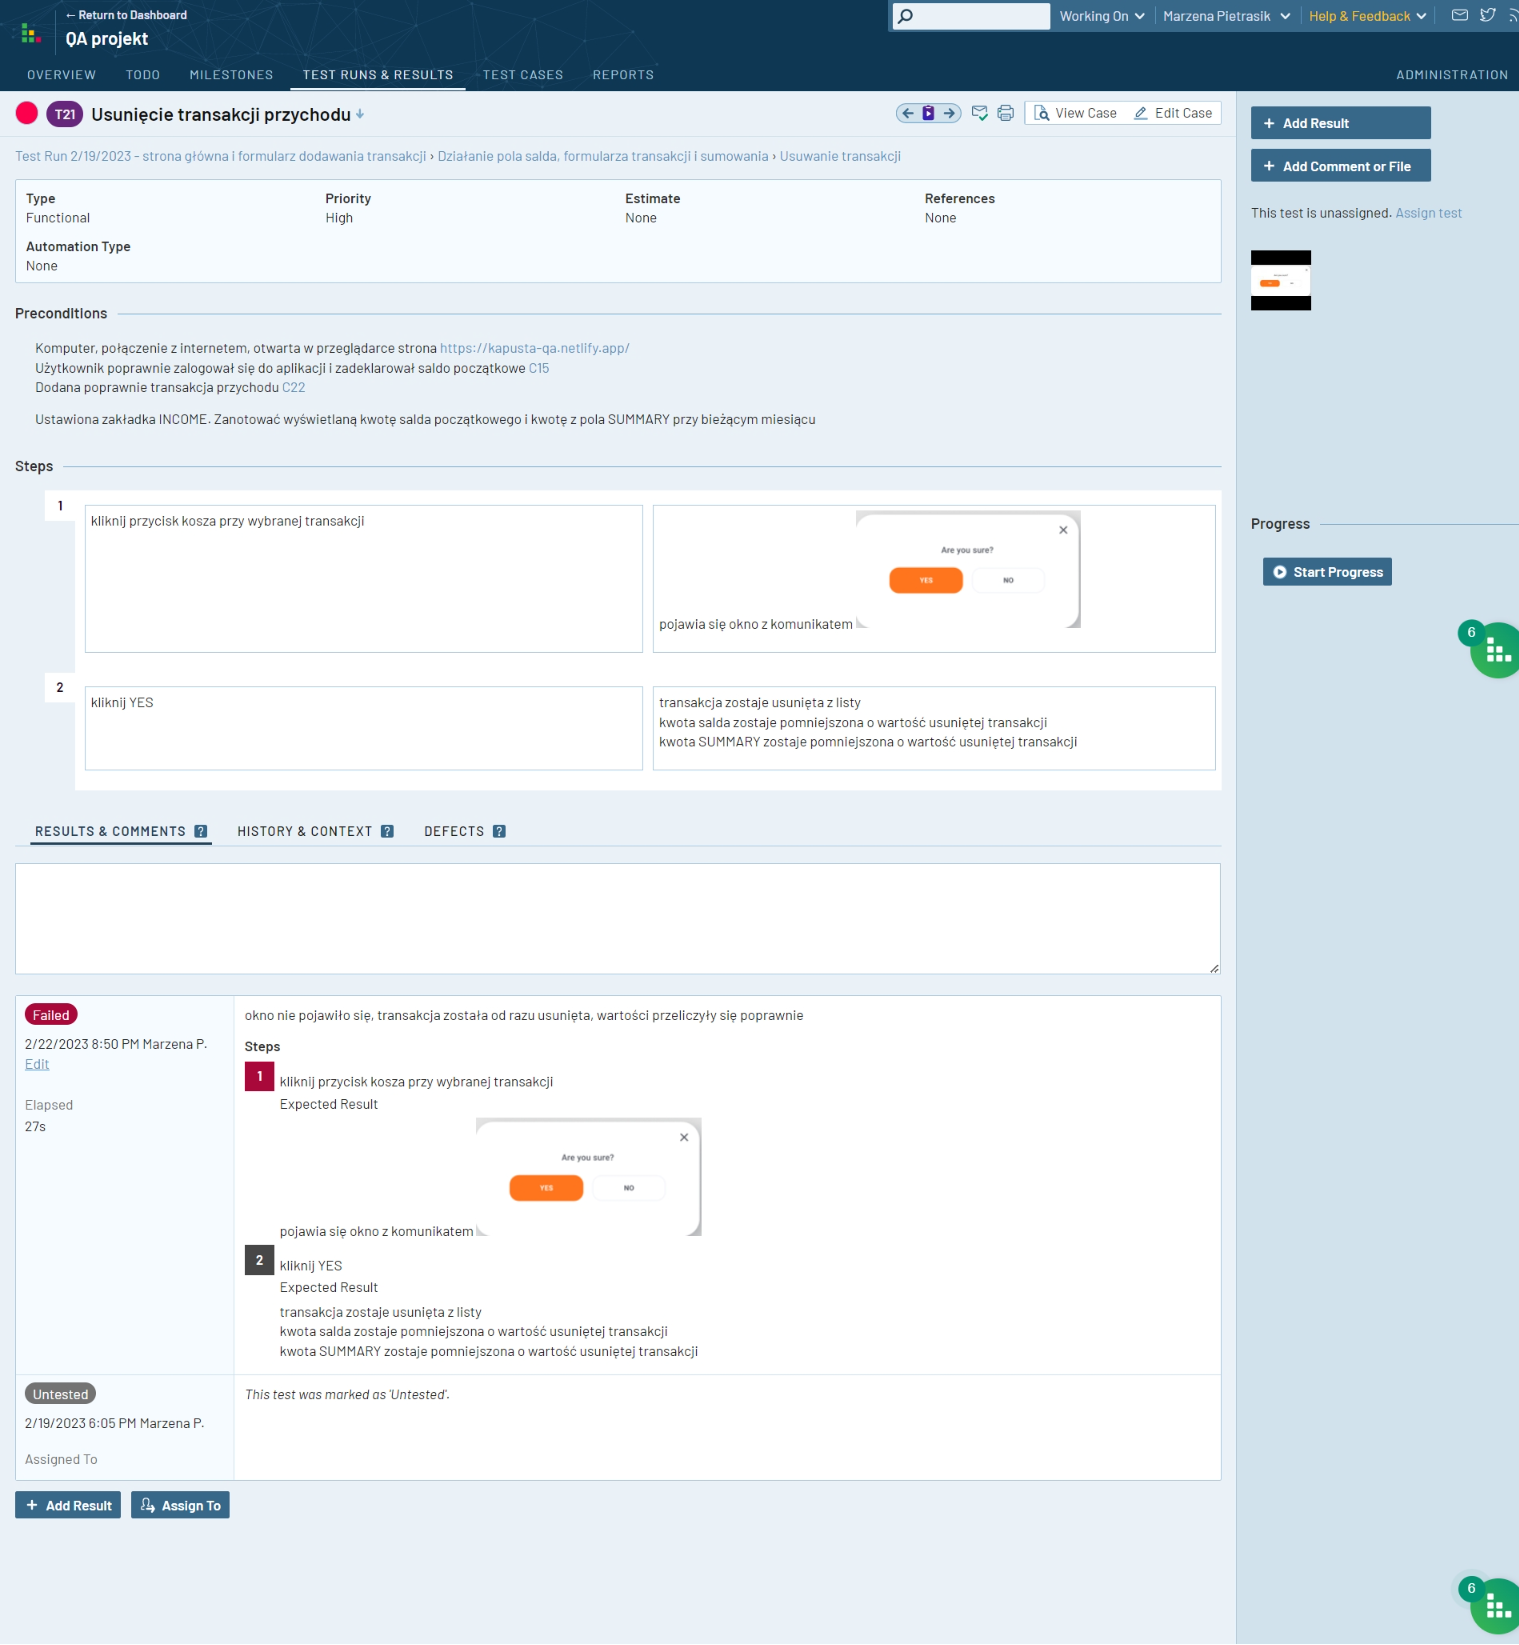 ← Return to Dashboard
QA projekt
Working On
Marzena Pietrasik
Help & Feedback
OVERVIEW
TODO
MILESTONES
TEST RUNS & RESULTS
TEST CASES
REPORTS
ADMINISTRATION
T21
Usunięcie transakcji przychodu
View Case
Edit Case
Test Run 2/19/2023 - strona główna i formularz dodawania transakcji › Działanie pola salda, formularza transakcji i sumowania › Usuwanie transakcji
Type
Functional
Priority
High
Estimate
None
References
None
Automation Type
None
Preconditions
Komputer, połączenie z internetem, otwarta w przeglądarce strona https://kapusta-qa.netlify.app/
Użytkownik poprawnie zalogował się do aplikacji i zadeklarował saldo początkowe C15
Dodana poprawnie transakcja przychodu C22
Ustawiona zakładka INCOME. Zanotować wyświetlaną kwotę salda początkowego i kwotę z pola SUMMARY przy bieżącym miesiącu
Steps
1
kliknij przycisk kosza przy wybranej transakcji
Are you sure?
YES
NO
pojawia się okno z komunikatem
2
kliknij YES
transakcja zostaje usunięta z listy
kwota salda zostaje pomniejszona o wartość usuniętej transakcji
kwota SUMMARY zostaje pomniejszona o wartość usuniętej transakcji
RESULTS & COMMENTS ?
HISTORY & CONTEXT ?
DEFECTS ?
Failed
2/22/2023 8:50 PM Marzena P.
Edit
Elapsed
27s
okno nie pojawiło się, transakcja została od razu usunięta, wartości przeliczyły się poprawnie
Steps
1
kliknij przycisk kosza przy wybranej transakcji
Expected Result
Are you sure?
YES
NO
pojawia się okno z komunikatem
2
kliknij YES
Expected Result
transakcja zostaje usunięta z listy
kwota salda zostaje pomniejszona o wartość usuniętej transakcji
kwota SUMMARY zostaje pomniejszona o wartość usuniętej transakcji
Untested
2/19/2023 6:05 PM Marzena P.
Assigned To
This test was marked as 'Untested'.
+ Add Result
Assign To
+ Add Result
+ Add Comment or File
This test is unassigned. Assign test
Progress
Start Progress
6
6